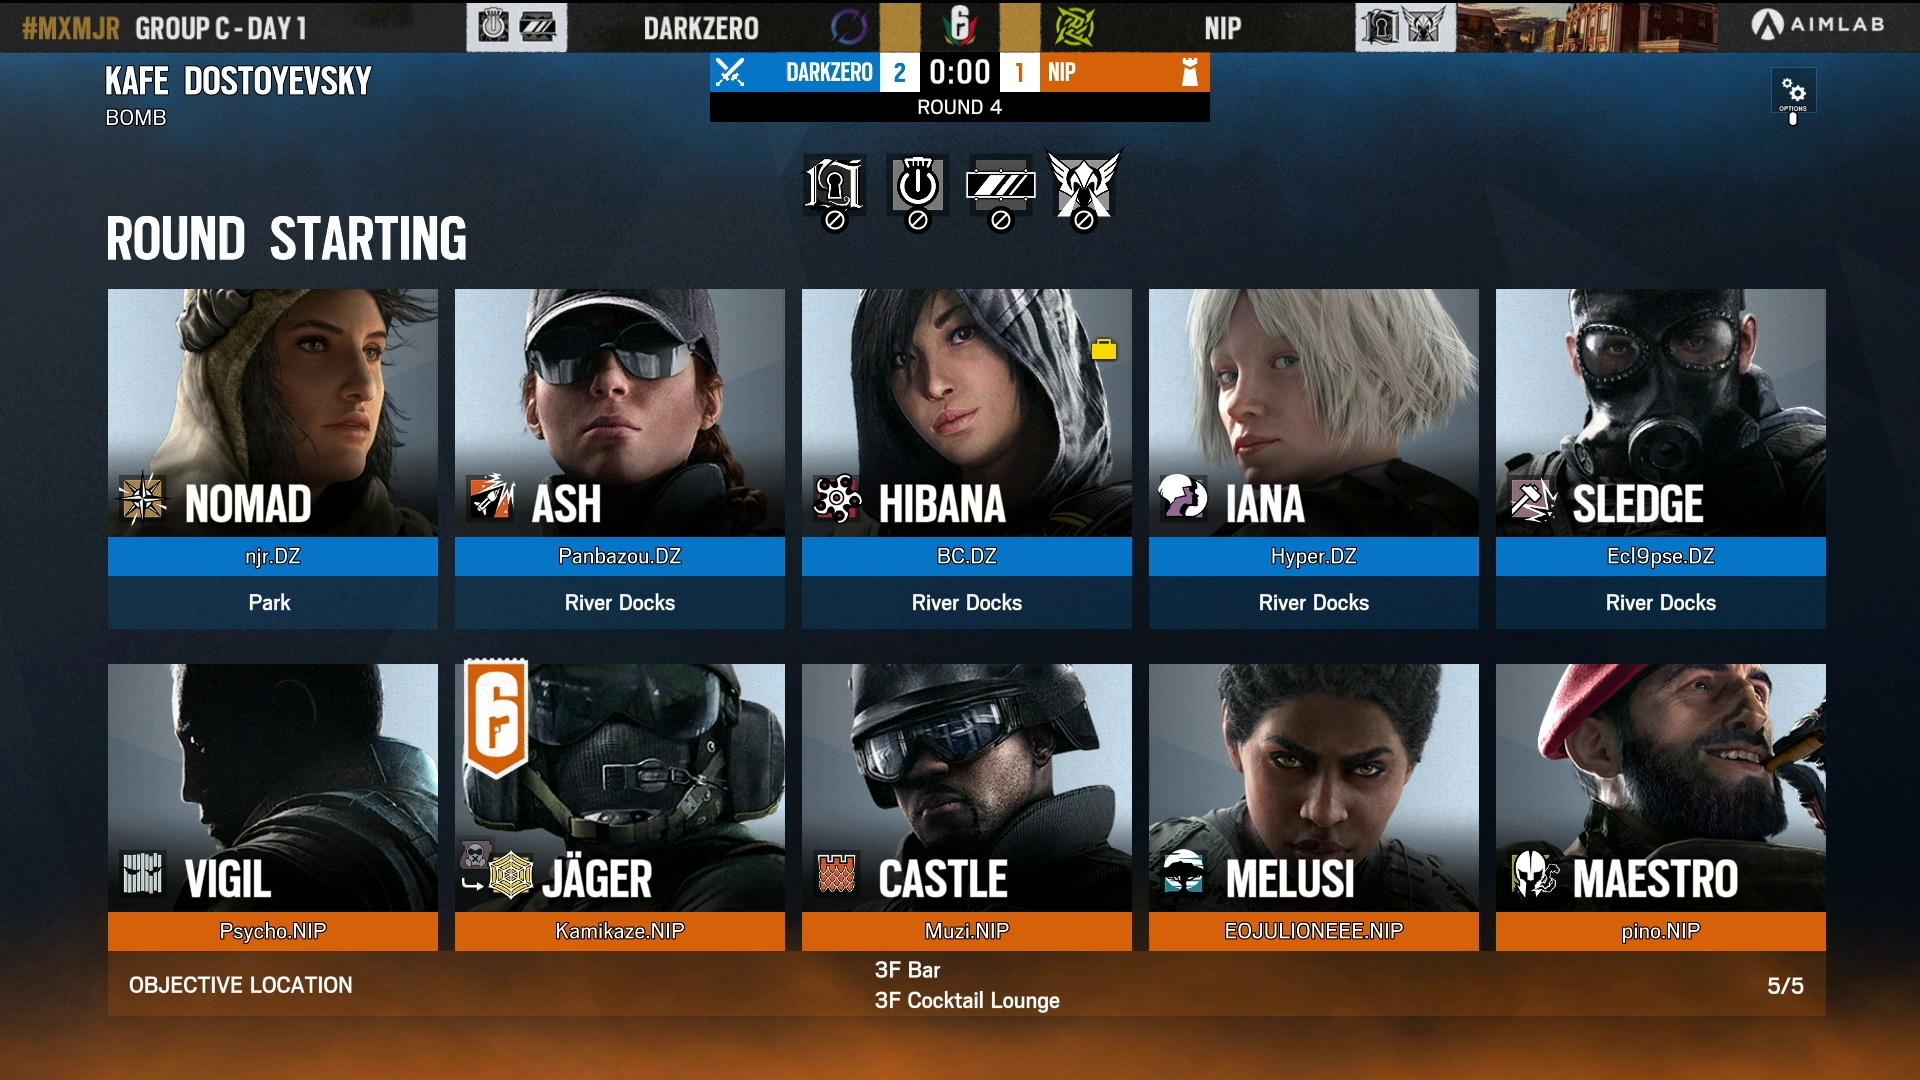 #MXMJR GROUP C - DAY 1
DARKZERO
6
NIP
AIMLAB
KAFE DOSTOYEVSKY
BOMB
DARKZERO 2 0:00 1 NIP
ROUND 4
OPTIONS
ROUND STARTING
NOMAD
njr.DZ
Park
ASH
Panbazou.DZ
River Docks
HIBANA
BC.DZ
River Docks
IANA
Hyper.DZ
River Docks
SLEDGE
Ecl9pse.DZ
River Docks
VIGIL
Psycho.NIP
6
JÄGER
Kamikaze.NIP
CASTLE
Muzi.NIP
MELUSI
EOJULIONEEE.NIP
MAESTRO
pino.NIP
OBJECTIVE LOCATION
3F Bar
3F Cocktail Lounge
5/5